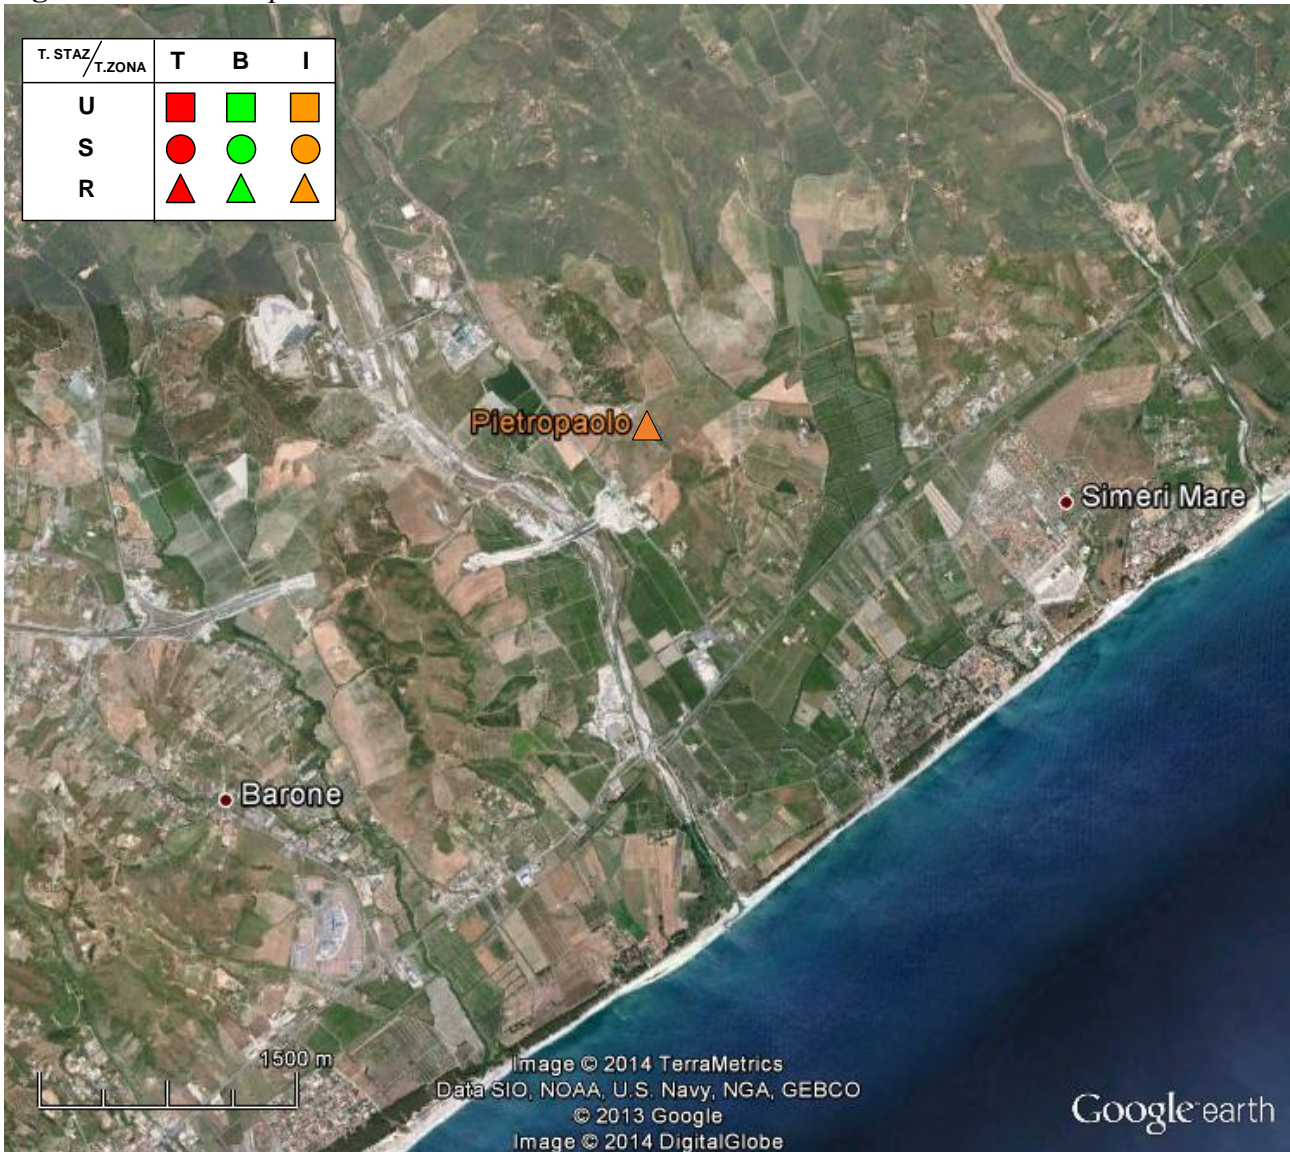 T. STAZ/T.ZONA T B I
U
S
R
Pietropaolo
Simeri Mare
Barone
1500 m
Image © 2014 TerraMetrics
Data SIO, NOAA, U.S. Navy, NGA, GEBCO
© 2013 Google
Image © 2014 DigitalGlobe
Google earth